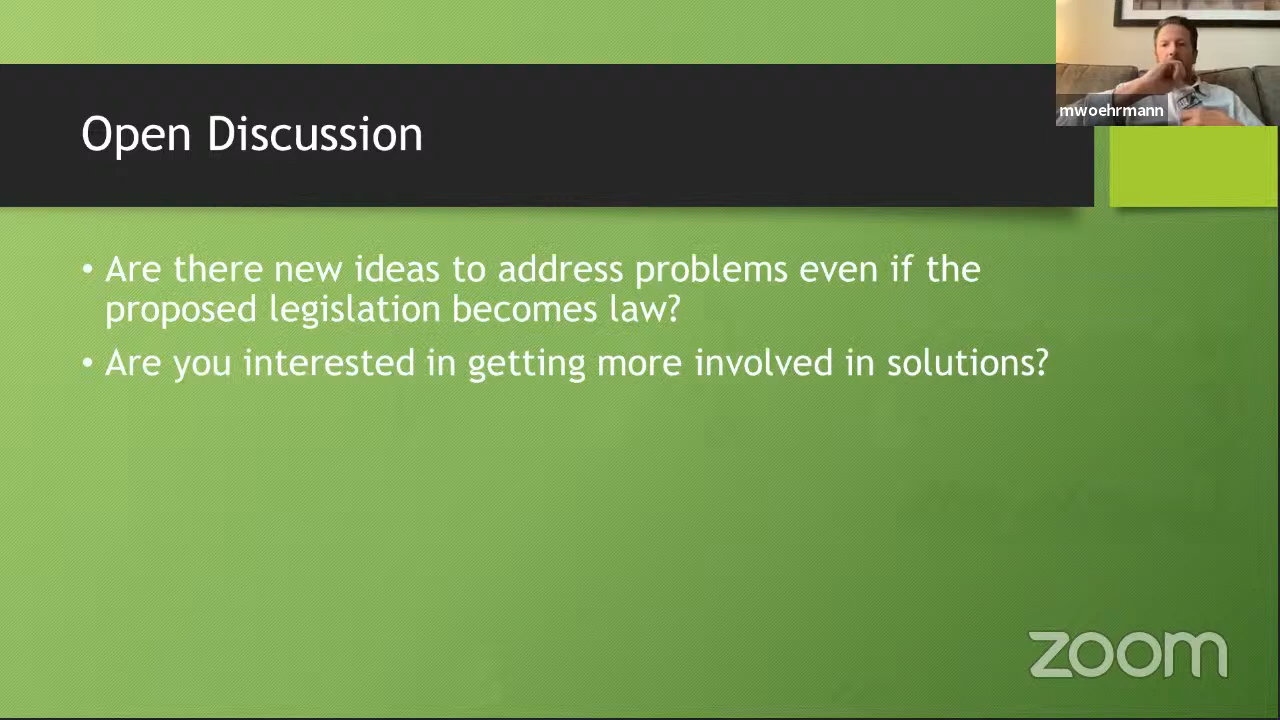 mwoehrmann
Open Discussion
• Are there new ideas to address problems even if the
proposed legislation becomes law?
• Are you interested in getting more involved in solutions?
zoom